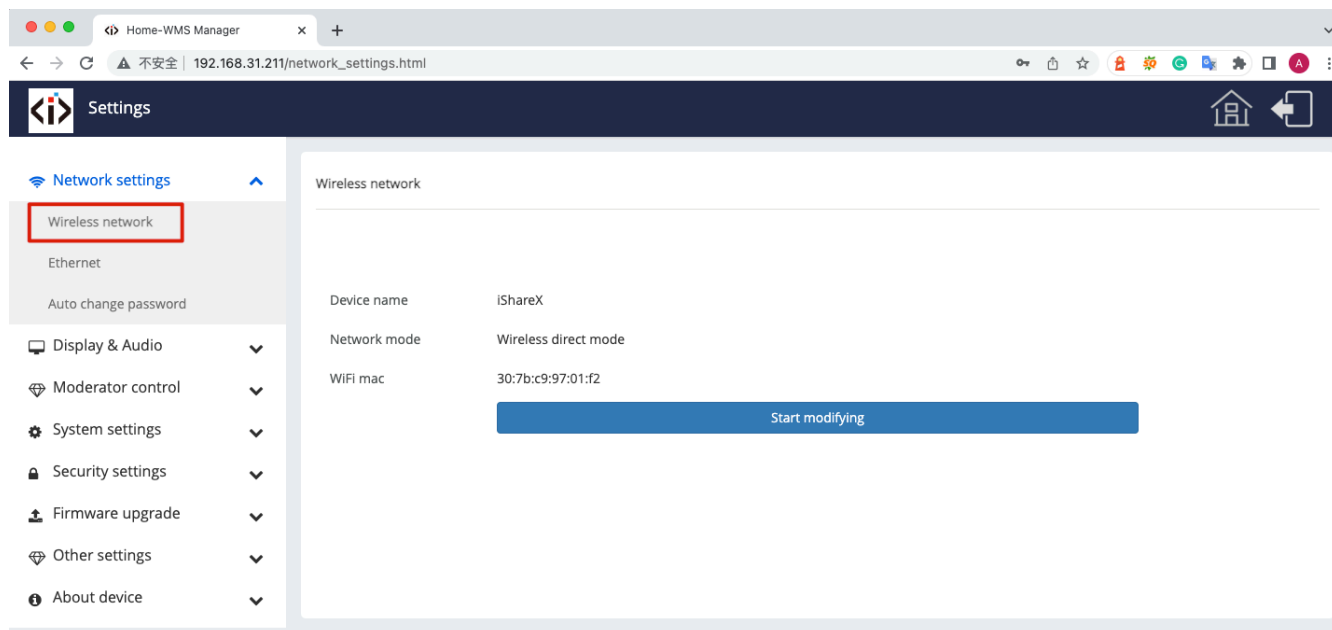 Home-WMS Manager
不安全 192.168.31.211/network_settings.html
A
Settings
Network settings
Wireless network
Ethernet
Auto change password
Display & Audio
Moderator control
System settings
Security settings
Firmware upgrade
Other settings
About device
Wireless network
Device name iShareX
Network mode Wireless direct mode
WiFi mac 30:7b:c9:97:01:f2
Start modifying